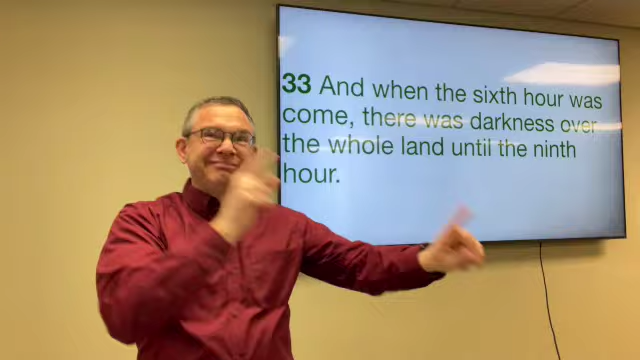 33 And when the sixth hour was
come, there was darkness over
the whole land until the ninth
hour.